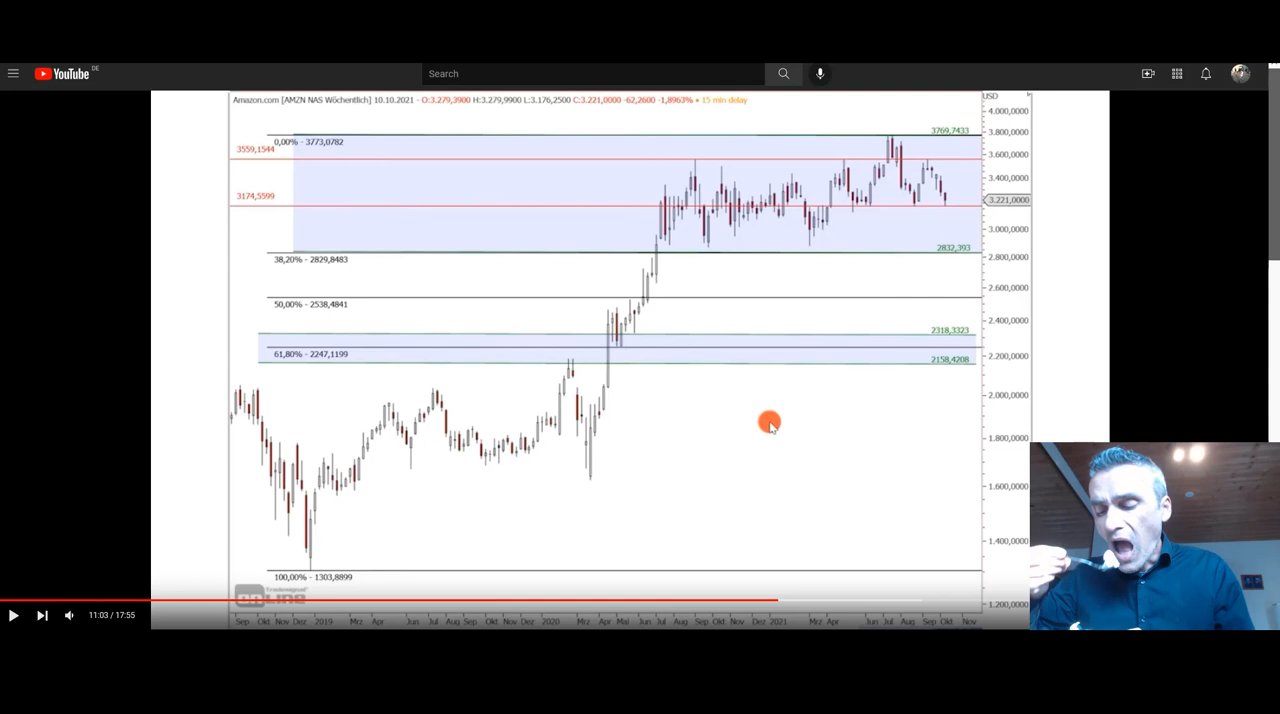 YouTube DE
Search
Amazon.com [AMZN NAS Wöchentlich] 10.10.2021 - O:3.279,3900 H:3.279,9900 L:3.176,2500 C:3.221,0000 -62,2600 -1,8963% • 15 min delay
USD
4.000,0000
3769,7433
3.800,0000
0,00% - 3773,0782
3559,1544
3.600,0000
3.400,0000
3174,5599
3.221,0000
3.000,0000
2832,393
38,20% - 2829,8483
2.800,0000
2.600,0000
50,00% - 2538,4841
2.400,0000
2318,3323
61,80% - 2247,1199
2.200,0000
2158,4208
2.000,0000
1.800,0000
1.600,0000
1.400,0000
100,00% - 1303,8899
Tradesignal
online
1.200,0000
11:03 / 17:55
Sep Okt Nov Dez 2019 Mrz Apr Jun Jul Aug Sep Okt Nov Dez 2020 Mrz Apr Mai Jun Jul Aug Sep Okt Nov Dez 2021 Mrz Apr Jun Jul Aug Sep Okt Nov